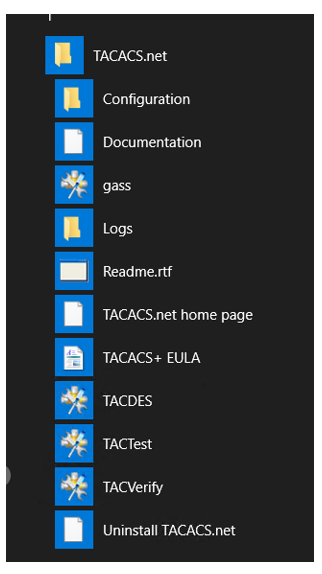 TACACS.net
Configuration
Documentation
gass
Logs
Readme.rtf
TACACS.net home page
TACACS+ EULA
TACDES
TACTest
TACVerify
Uninstall TACACS.net